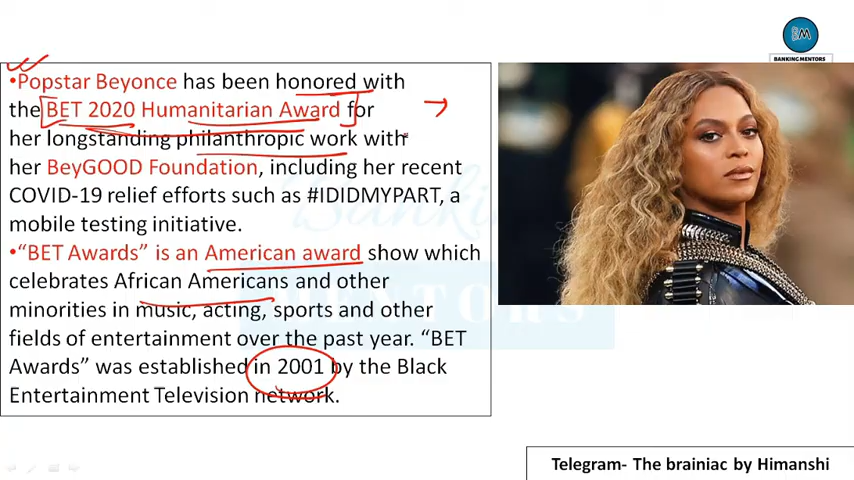 BM
BANKING MENTORS
•Popstar Beyonce has been honored with
the BET 2020 Humanitarian Award for
her longstanding philanthropic work with
her BeyGOOD Foundation, including her recent
COVID-19 relief efforts such as #IDIDMYPART, a
mobile testing initiative.
•“BET Awards” is an American award show which
celebrates African Americans and other
minorities in music, acting, sports and other
fields of entertainment over the past year. “BET
Awards” was established in 2001 by the Black
Entertainment Television network.
Banki
MENTORS
Telegram- The brainiac by Himanshi